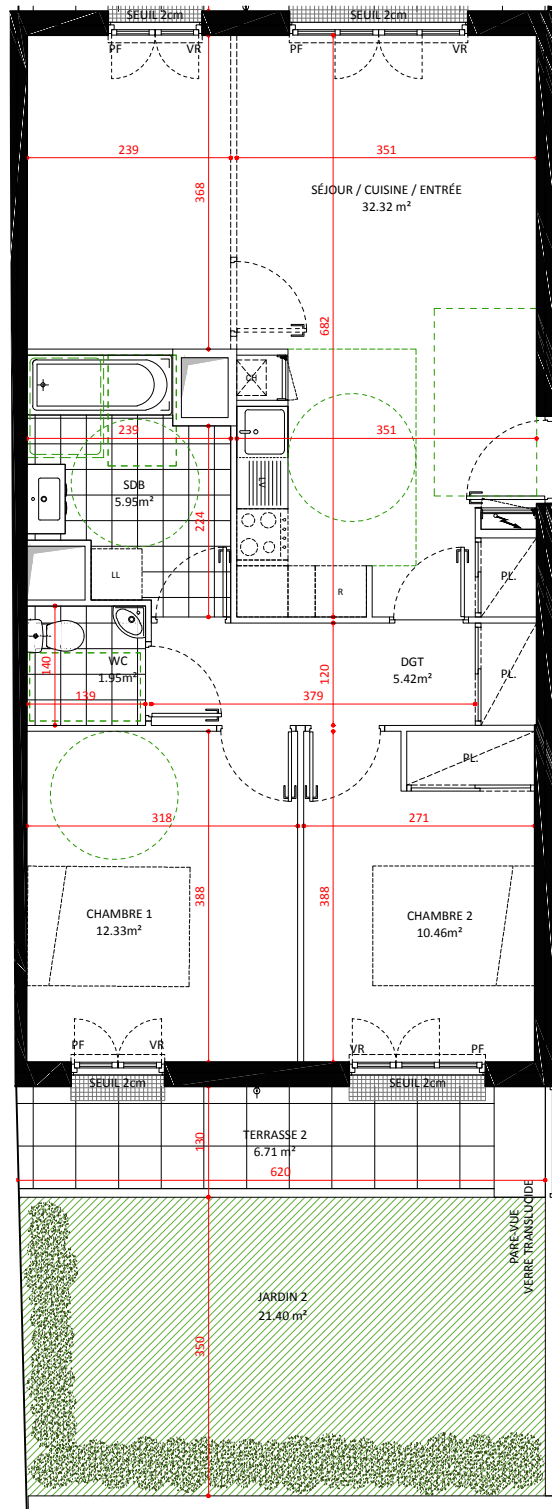 SEUIL 2cm
SEUIL 2cm
PF
VR
PF
VR
239
351
SÉJOUR / CUISINE / ENTRÉE
32.32 m²
368
682
CH
239
351
SDB
5.95m²
LV
224
LL
R
PL.
WC
1.95m²
140
139
120
DGT
5.42m²
379
PL.
PL.
318
271
388
388
CHAMBRE 1
12.33m²
CHAMBRE 2
10.46m²
PF
VR
VR
PF
SEUIL 2cm
SEUIL 2cm
130
TERRASSE 2
6.71 m²
620
PARE-VUE
VERRE TRANSLUCIDE
JARDIN 2
21.40 m²
350